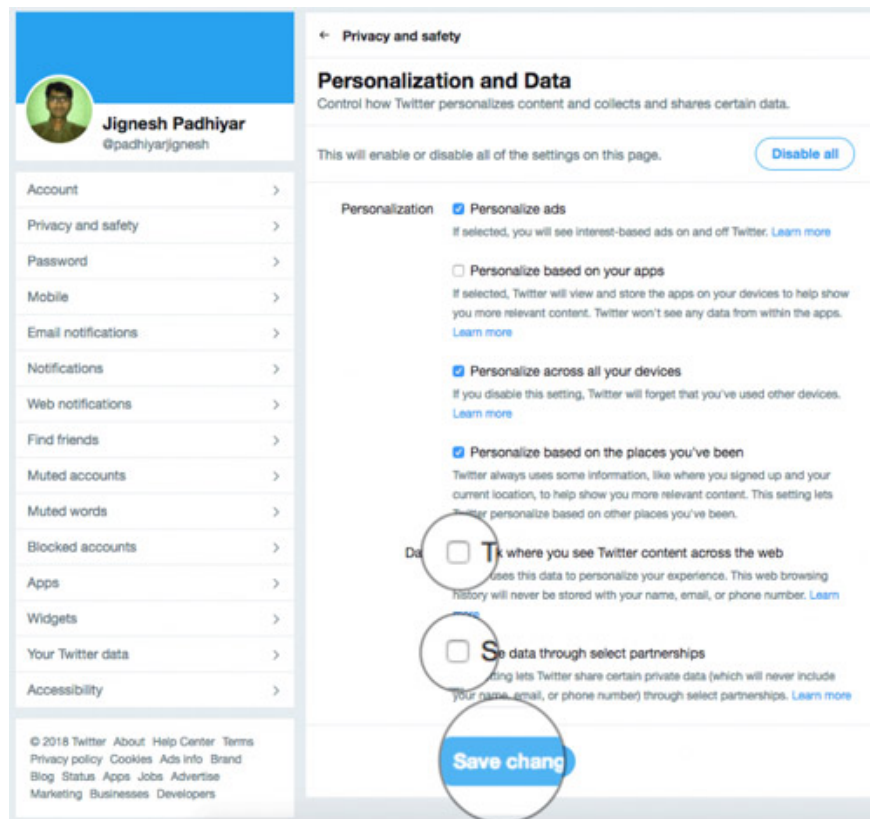 ← Privacy and safety
Personalization and Data
Control how Twitter personalizes content and collects and shares certain data.
This will enable or disable all of the settings on this page.
Disable all
Jignesh Padhiyar
@padhiyarjignesh
Account
Privacy and safety
Password
Mobile
Email notifications
Notifications
Web notifications
Find friends
Muted accounts
Muted words
Blocked accounts
Apps
Widgets
Your Twitter data
Accessibility
© 2018 Twitter About Help Center Terms
Privacy policy Cookies Ads info Brand
Blog Status Apps Jobs Advertise
Marketing Businesses Developers
Personalization
Personalize ads
If selected, you will see interest-based ads on and off Twitter. Learn more
Personalize based on your apps
If selected, Twitter will view and store the apps on your devices to help show
you more relevant content. Twitter won't see any data from within the apps.
Learn more
Personalize across all your devices
If you disable this setting, Twitter will forget that you've used other devices.
Learn more
Personalize based on the places you've been
Twitter always uses some information, like where you signed up and your
current location, to help show you more relevant content. This setting lets
Twitter personalize based on other places you've been.
Da
T k where you see Twitter content across the web
uses this data to personalize your experience. This web browsing
history will never be stored with your name, email, or phone number. Learn
more
S e data through select partnerships
ting lets Twitter share certain private data (which will never include
your name, email, or phone number) through select partnerships. Learn more
Save chang